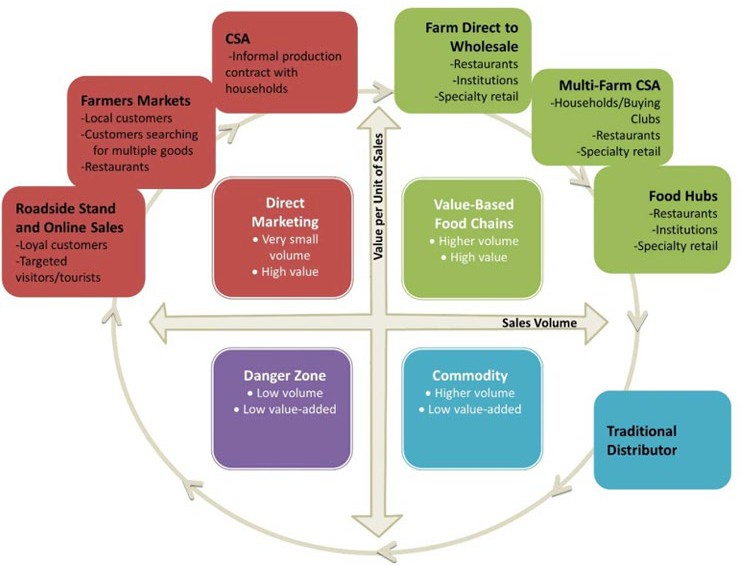 CSA
-Informal production
contract with
households
Farm Direct to
Wholesale
-Restaurants
-Institutions
-Specialty retail
Farmers Markets
-Local customers
-Customers searching
for multiple goods
-Restaurants
Multi-Farm CSA
-Households/Buying
Clubs
-Restaurants
-Specialty retail
Roadside Stand
and Online Sales
-Loyal customers
-Targeted
visitors/tourists
Food Hubs
-Restaurants
-Institutions
-Specialty retail
Direct
Marketing
• Very small
volume
• High value
Value per Unit of Sales
Value-Based
Food Chains
• Higher volume
• High value
Sales Volume
Danger Zone
• Low volume
• Low value-added
Commodity
• Higher volume
• Low value-added
Traditional
Distributor